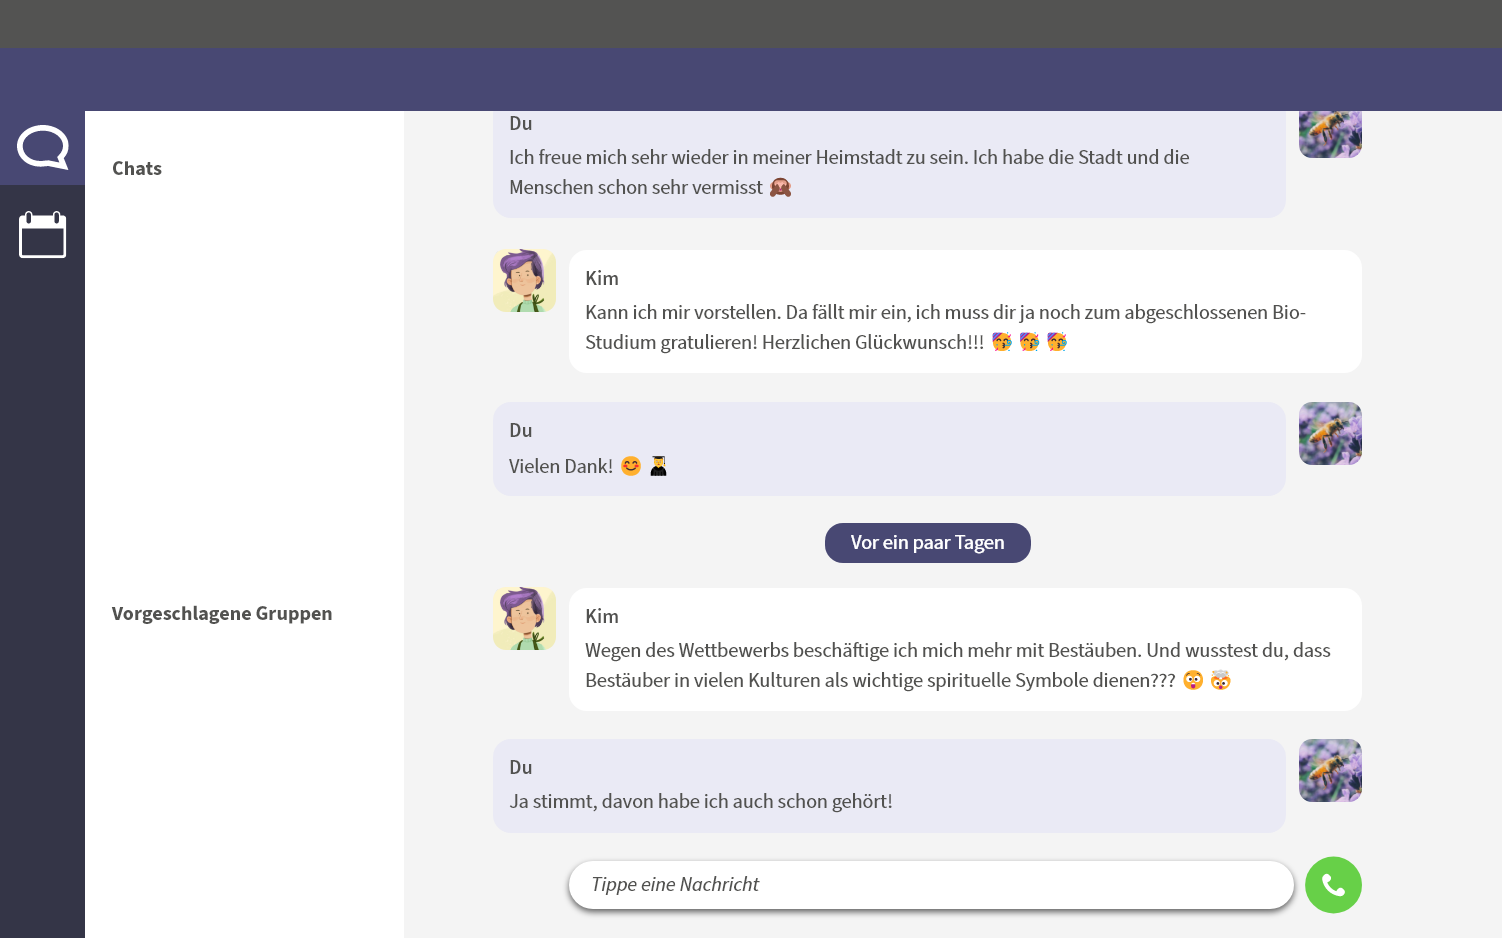 Chats
Vorgeschlagene Gruppen
Du
Ich freue mich sehr wieder in meiner Heimstadt zu sein. Ich habe die Stadt und die
Menschen schon sehr vermisst 🙈
Kim
Kann ich mir vorstellen. Da fällt mir ein, ich muss dir ja noch zum abgeschlossenen Bio-
Studium gratulieren! Herzlichen Glückwunsch!!! 🥳 🥳 🥳
Du
Vielen Dank! 😊 🧑‍🎓
Vor ein paar Tagen
Kim
Wegen des Wettbewerbs beschäftige ich mich mehr mit Bestäuben. Und wusstest du, dass
Bestäuber in vielen Kulturen als wichtige spirituelle Symbole dienen??? 😲 🤯
Du
Ja stimmt, davon habe ich auch schon gehört!
Tippe eine Nachricht